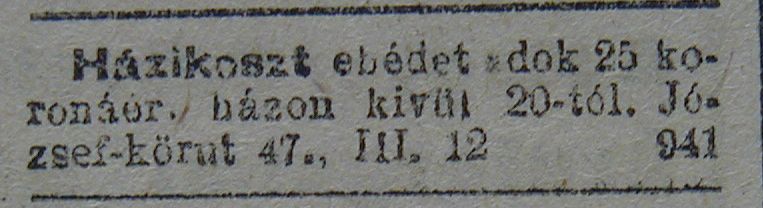 Házikoszt ebédet adok 25 ko-
ronáér. házon kivül 20-tól. Jó-
zsef-körut 47., III. 12 941